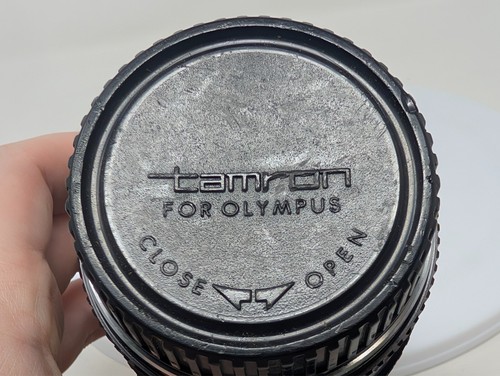 tamron
FOR OLYMPUS
CLOSE OPEN